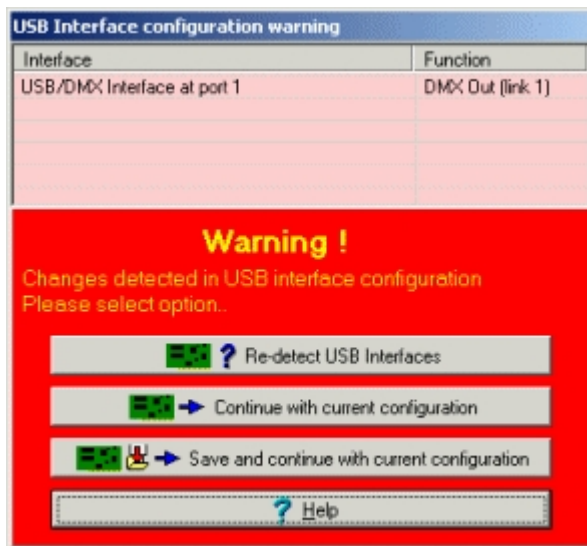 USB Interface configuration warning
Interface Function
USB/DMX Interface at port 1 DMX Out (link 1)
Warning !
Changes detected in USB interface configuration
Please select option..
? Re-detect USB Interfaces
Continue with current configuration
Save and continue with current configuration
? Help